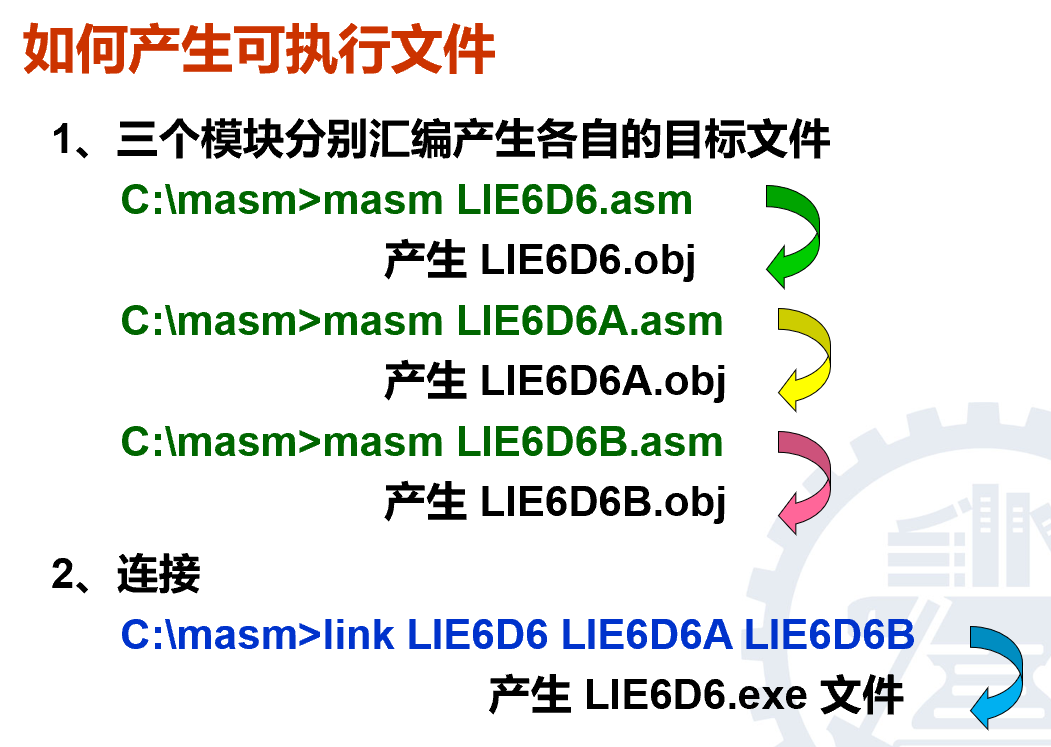 如何产生可执行文件
1、三个模块分别汇编产生各自的目标文件
C:\masm>masm LIE6D6.asm
产生 LIE6D6.obj
C:\masm>masm LIE6D6A.asm
产生 LIE6D6A.obj
C:\masm>masm LIE6D6B.asm
产生 LIE6D6B.obj
2、连接
C:\masm>link LIE6D6 LIE6D6A LIE6D6B
产生 LIE6D6.exe 文件